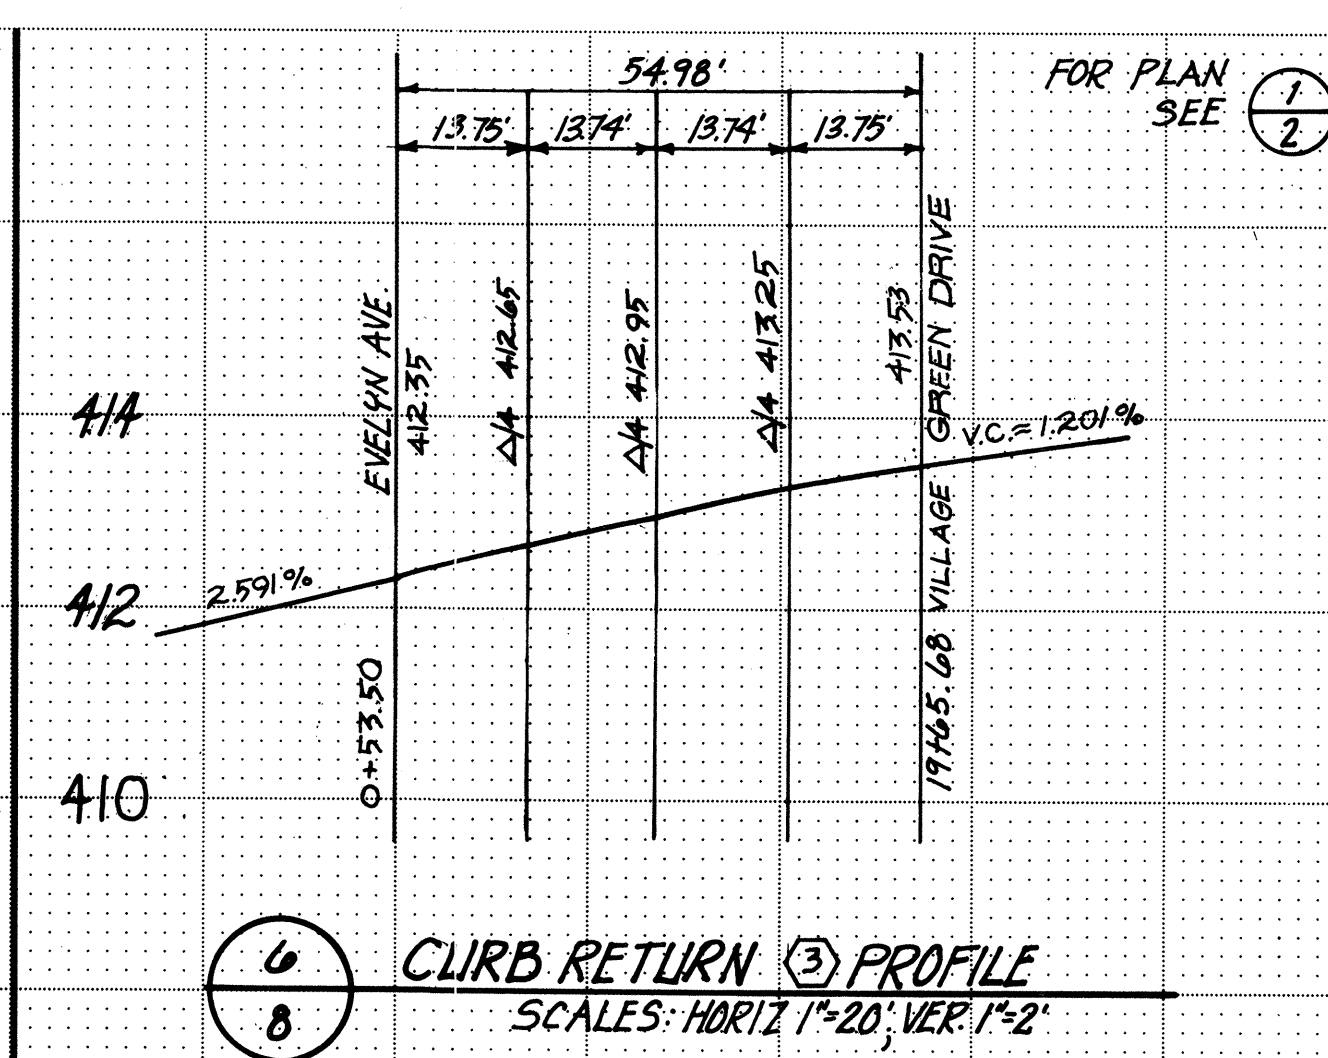 54.98'
FOR PLAN
SEE
1
2
13.75' 13.74' 13.74' 13.75'
EVELYN AVE.
412.35
Δ/4 412.65
Δ/4 412.95
Δ/4 413.25
413.53
19+65.68 VILLAGE GREEN DRIVE
414
V.C.= 1.201%
412
2.591%
0+53.50
410
6
8
CURB RETURN 3 PROFILE
SCALES: HORIZ 1"=20', VER. 1"=2'